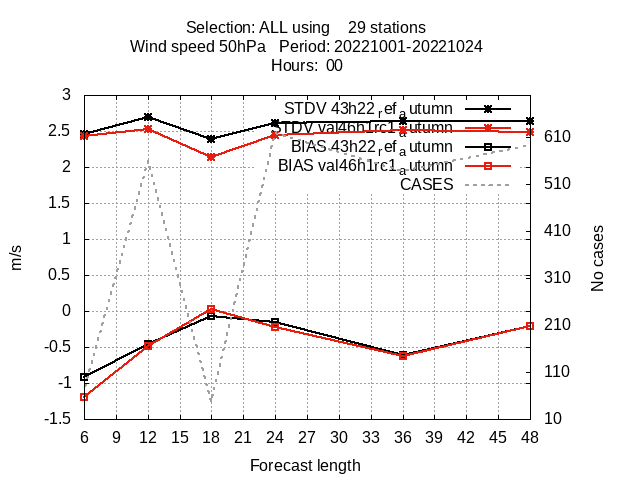 Selection: ALL using 29 stations
Wind speed 50hPa Period: 20221001-20221024
Hours: 00
STDV 43h22_ref_autumn
STDV val46h1rc1_autumn
BIAS 43h22_ref_autumn
BIAS val46h1rc1_autumn
CASES
3
2.5
2
1.5
1
0.5
0
-0.5
-1
-1.5
m/s
610
510
410
310
210
110
10
No cases
6 9 12 15 18 21 24 27 30 33 36 39 42 45 48
Forecast length